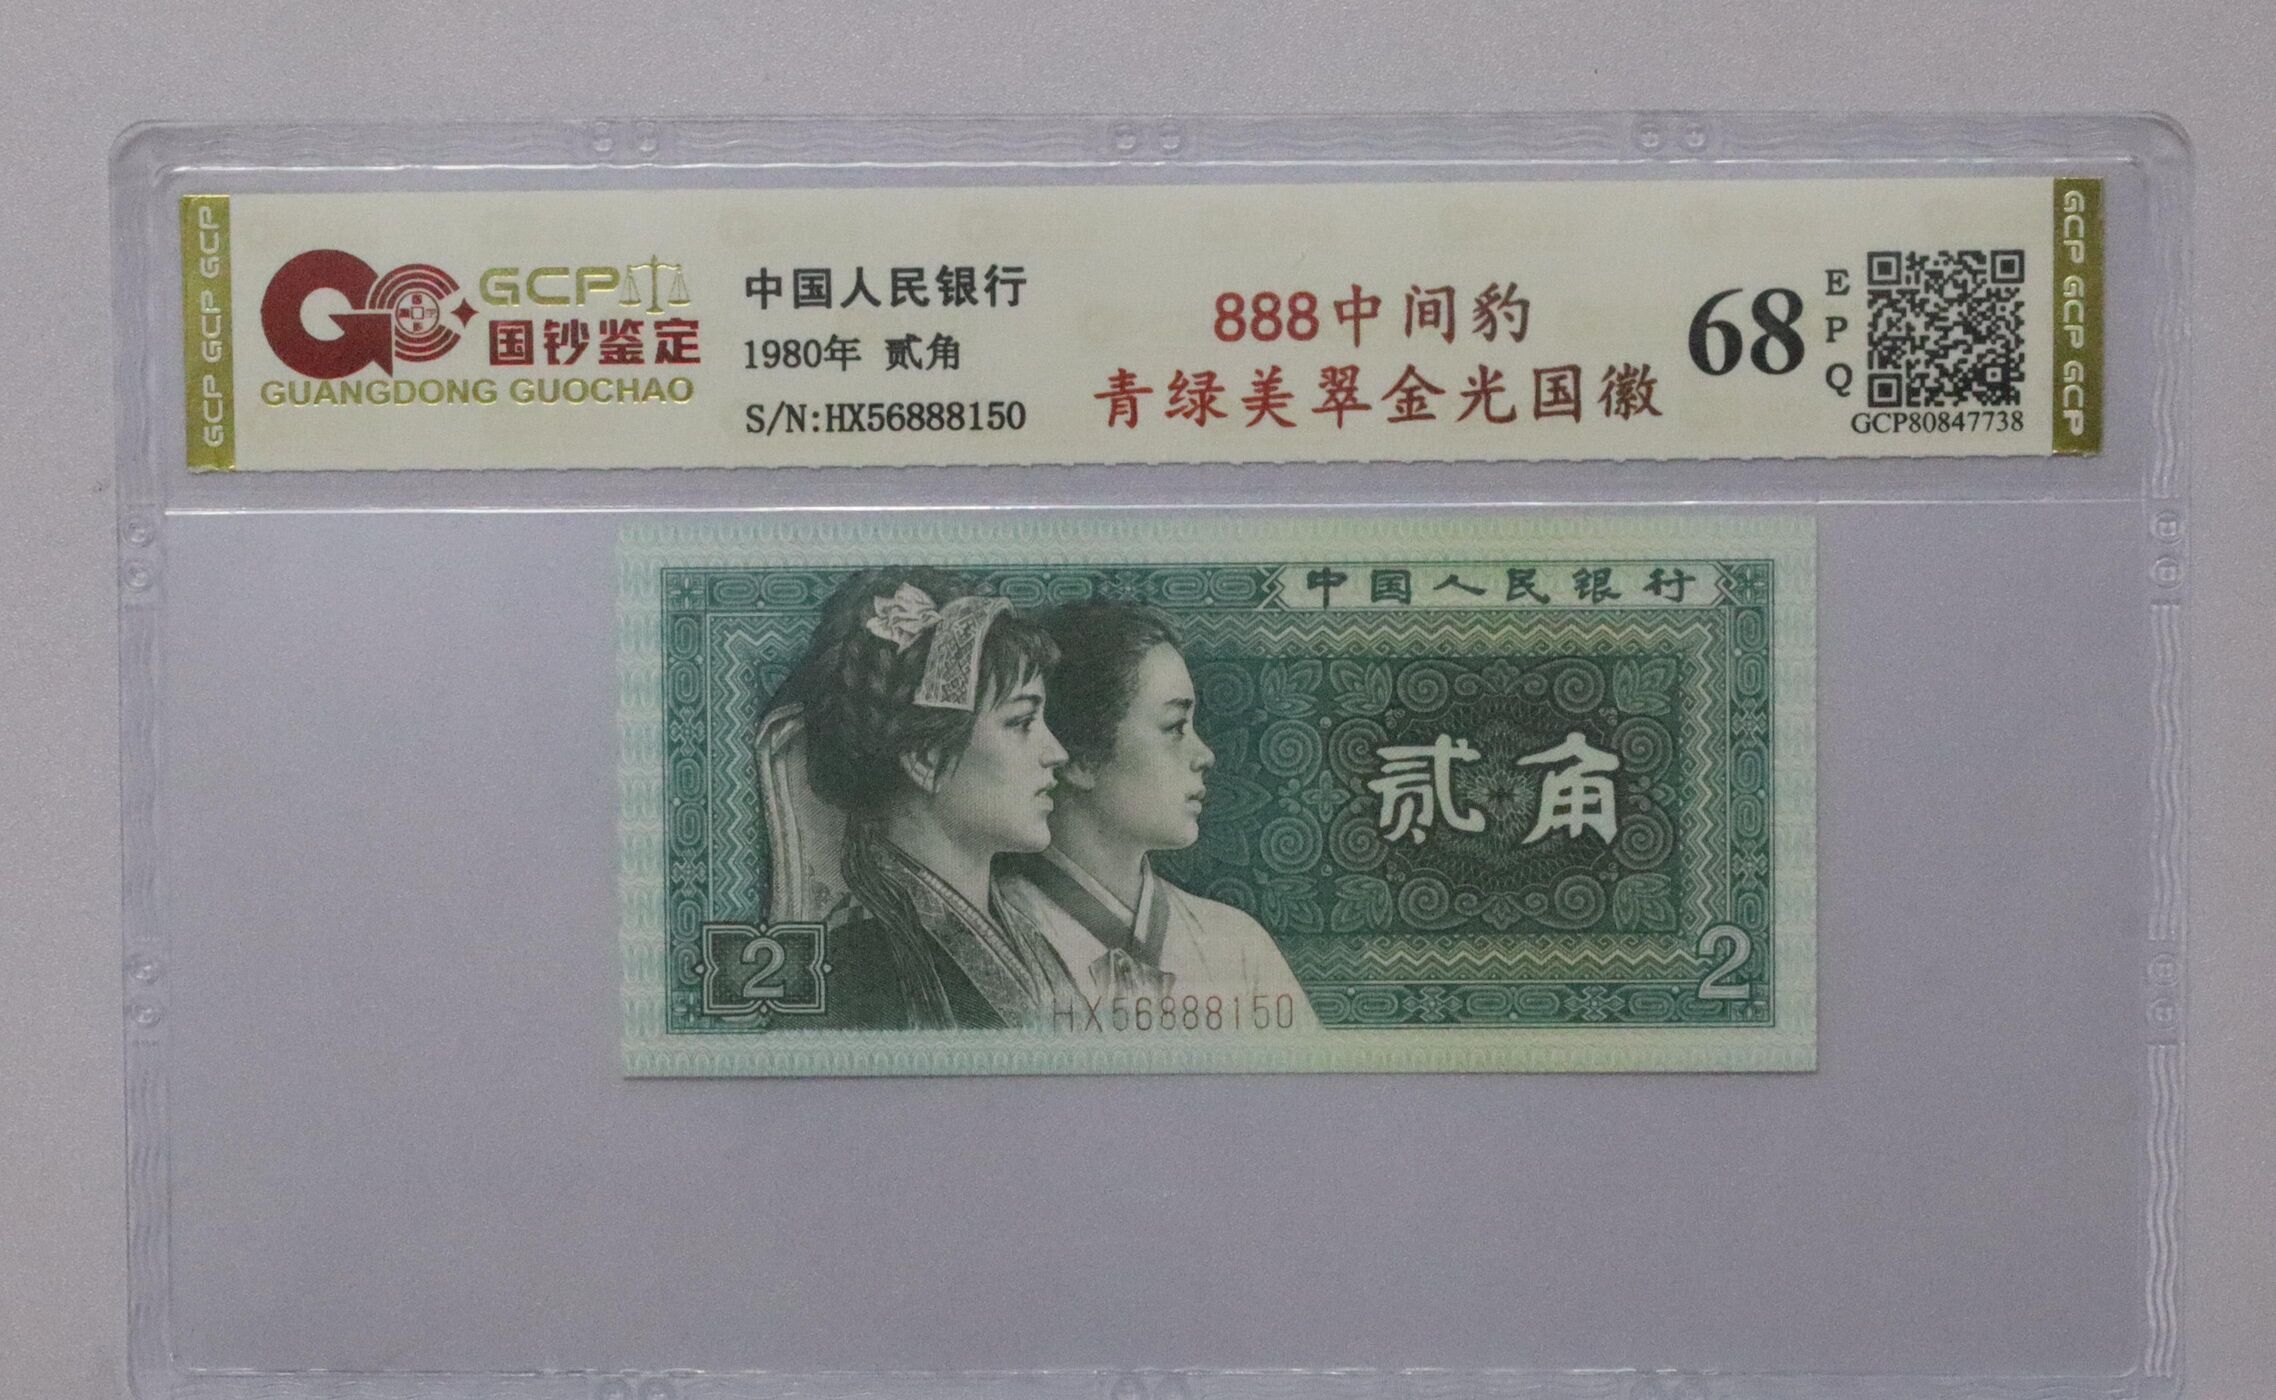 GCP GCP GCP
GCP
国钞鉴定
GUANGDONG GUOCHAO
中国人民银行
1980年 贰角
S/N:HX56888150
888中间豹
青绿美翠金光国徽
68
E
P
Q
GCP80847738
GCP GCP GCP
中国人民银行
贰角
2
2
HX56888150